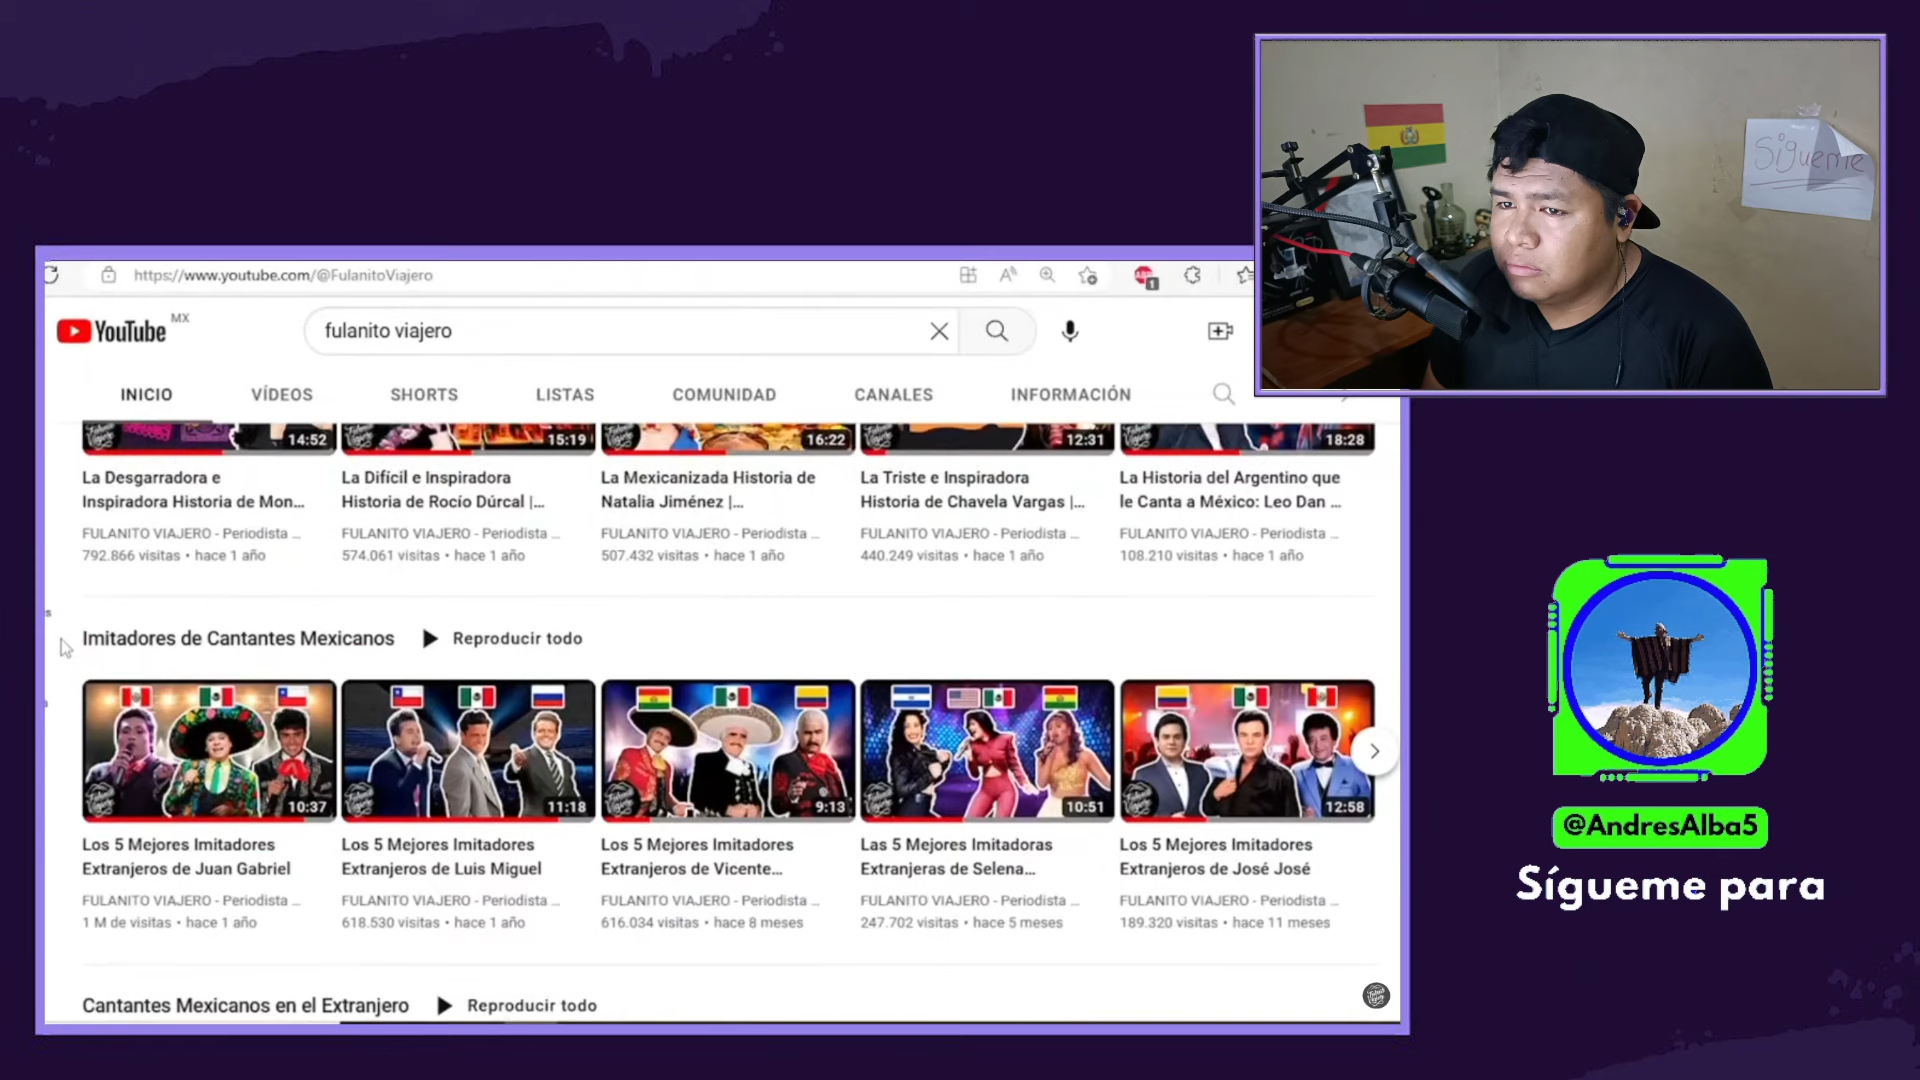 Sígueme
https://www.youtube.com/@FulanitoViajero
YouTube MX
fulanito viajero
INICIO
VÍDEOS
SHORTS
LISTAS
COMUNIDAD
CANALES
INFORMACIÓN
14:52
15:19
16:22
12:31
18:28
La Desgarradora e
Inspiradora Historia de Mon...
FULANITO VIAJERO - Periodista ...
792.866 visitas • hace 1 año
La Difícil e Inspiradora
Historia de Rocío Dúrcal |...
FULANITO VIAJERO - Periodista ...
574.061 visitas • hace 1 año
La Mexicanizada Historia de
Natalia Jiménez |...
FULANITO VIAJERO - Periodista ...
507.432 visitas • hace 1 año
La Triste e Inspiradora
Historia de Chavela Vargas |...
FULANITO VIAJERO - Periodista ...
440.249 visitas • hace 1 año
La Historia del Argentino que
le Canta a México: Leo Dan ...
FULANITO VIAJERO - Periodista ...
108.210 visitas • hace 1 año
Imitadores de Cantantes Mexicanos
Reproducir todo
10:37
11:18
9:13
10:51
12:58
Los 5 Mejores Imitadores
Extranjeros de Juan Gabriel
FULANITO VIAJERO - Periodista ...
1 M de visitas • hace 1 año
Los 5 Mejores Imitadores
Extranjeros de Luis Miguel
FULANITO VIAJERO - Periodista ...
618.530 visitas • hace 1 año
Los 5 Mejores Imitadores
Extranjeros de Vicente...
FULANITO VIAJERO - Periodista ...
616.034 visitas • hace 8 meses
Las 5 Mejores Imitadoras
Extranjeras de Selena...
FULANITO VIAJERO - Periodista ...
247.702 visitas • hace 5 meses
Los 5 Mejores Imitadores
Extranjeros de José José
FULANITO VIAJERO - Periodista ...
189.320 visitas • hace 11 meses
Cantantes Mexicanos en el Extranjero
Reproducir todo
@AndresAlba5
Sígueme para